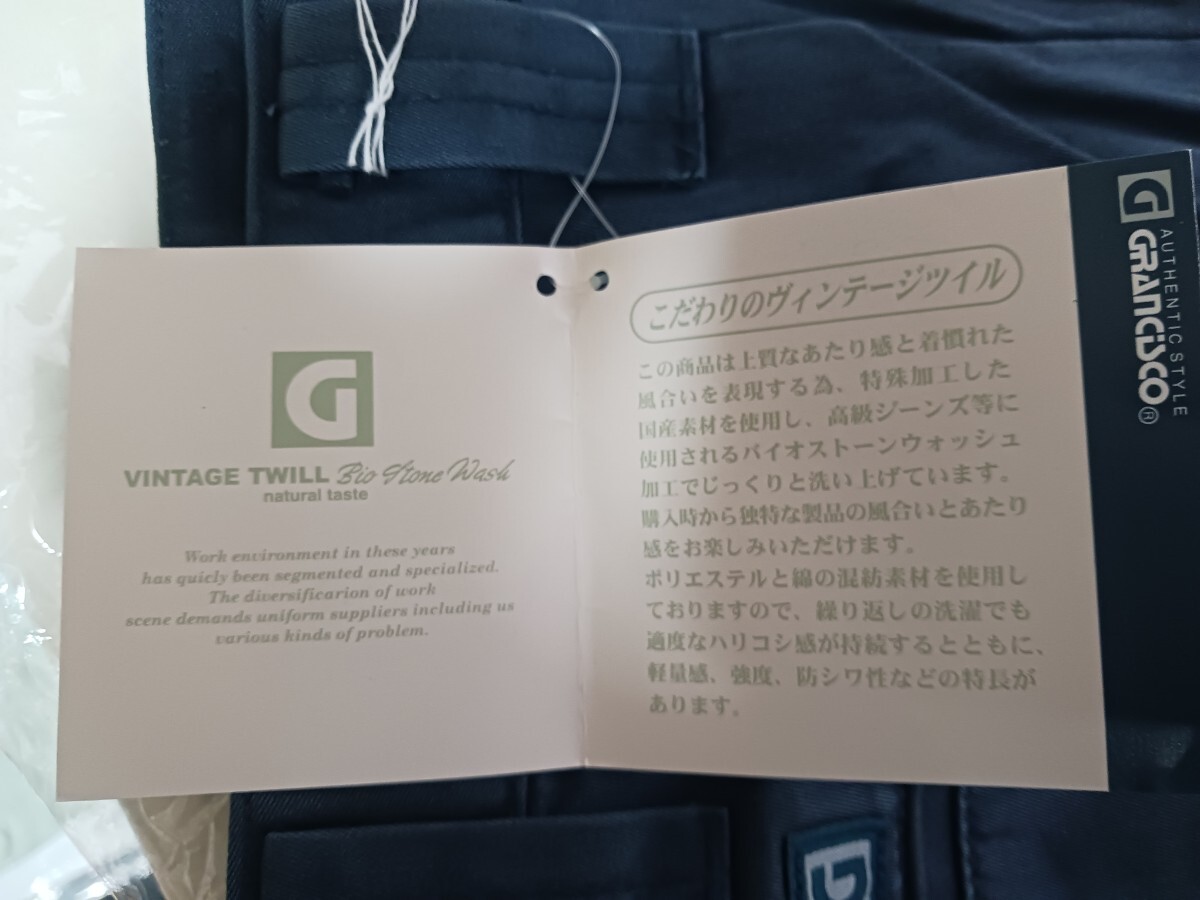 G
VINTAGE TWILL Bio Stone Wash
natural taste
Work environment in these years
has quicly been segmented and specialized.
The diversificarion of work
scene demands uniform suppliers including us
various kinds of problem.
こだわりのヴィンテージツイル
この商品は上質なあたり感と着慣れた
風合いを表現する為、特殊加工した
国産素材を使用し、高級ジーンズ等に
使用されるバイオストーンウォッシュ
加工でじっくりと洗い上げています。
購入時から独特な製品の風合いとあたり
感をお楽しみいただけます。
ポリエステルと綿の混紡素材を使用し
ておりますので、繰り返しの洗濯でも
適度なハリコシ感が持続するとともに、
軽量感、強度、防シワ性などの特長が
あります。
G
AUTHENTIC STYLE
GRANCISCO®
G